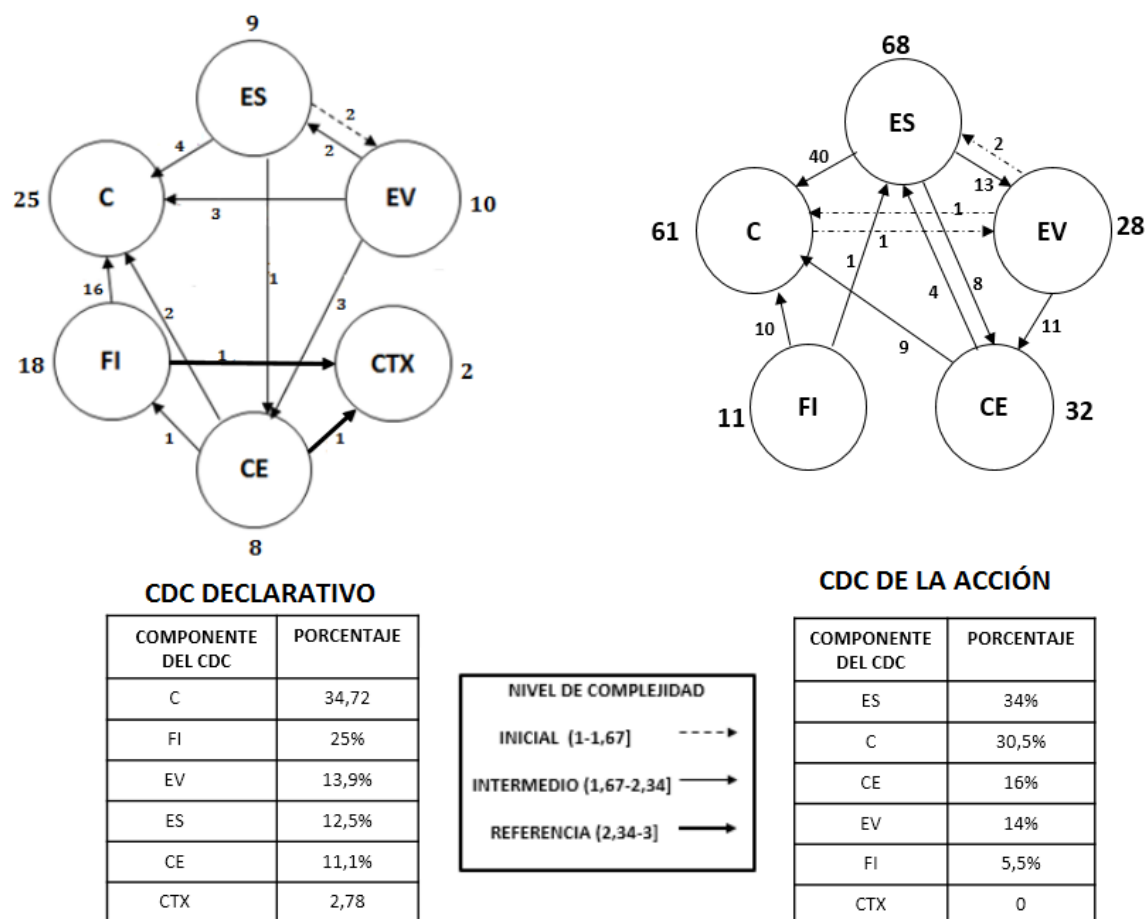 9
68
ES
ES
2
2
4
2
40
13
C
EV
25
10
3
1
C
EV
61
28
1
1
1
1
8
16
2
3
4
11
10
9
FI
1
CTX
18
2
FI
CE
11
32
1
1
CE
8
CDC DECLARATIVO
COMPONENTE DEL CDC PORCENTAJE
C 34,72
FI 25%
EV 13,9%
ES 12,5%
CE 11,1%
CTX 2,78
NIVEL DE COMPLEJIDAD
INICIAL (1-1,67]
INTERMEDIO (1,67-2,34]
REFERENCIA (2,34-3]
CDC DE LA ACCIÓN
COMPONENTE DEL CDC PORCENTAJE
ES 34%
C 30,5%
CE 16%
EV 14%
FI 5,5%
CTX 0